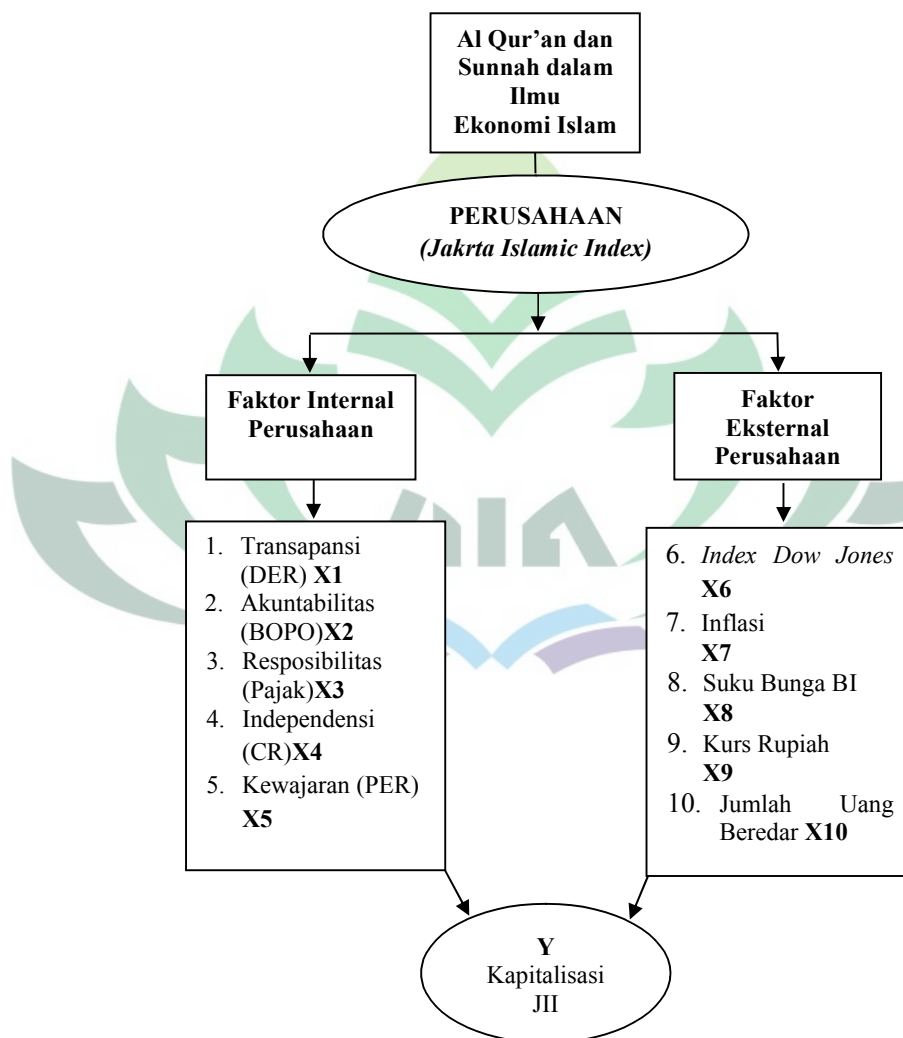 Al Qur’an dan
Sunnah dalam
Ilmu
Ekonomi Islam
PERUSAHAAN
(Jakrta Islamic Index)
Faktor Internal
Perusahaan
Faktor
Eksternal
Perusahaan
1. Transapansi
(DER) X1
2. Akuntabilitas
(BOPO)X2
3. Resposibilitas
(Pajak)X3
4. Independensi
(CR)X4
5. Kewajaran (PER)
X5
6. Index Dow Jones
X6
7. Inflasi
X7
8. Suku Bunga BI
X8
9. Kurs Rupiah
X9
10. Jumlah Uang
Beredar X10
Y
Kapitalisasi
JII